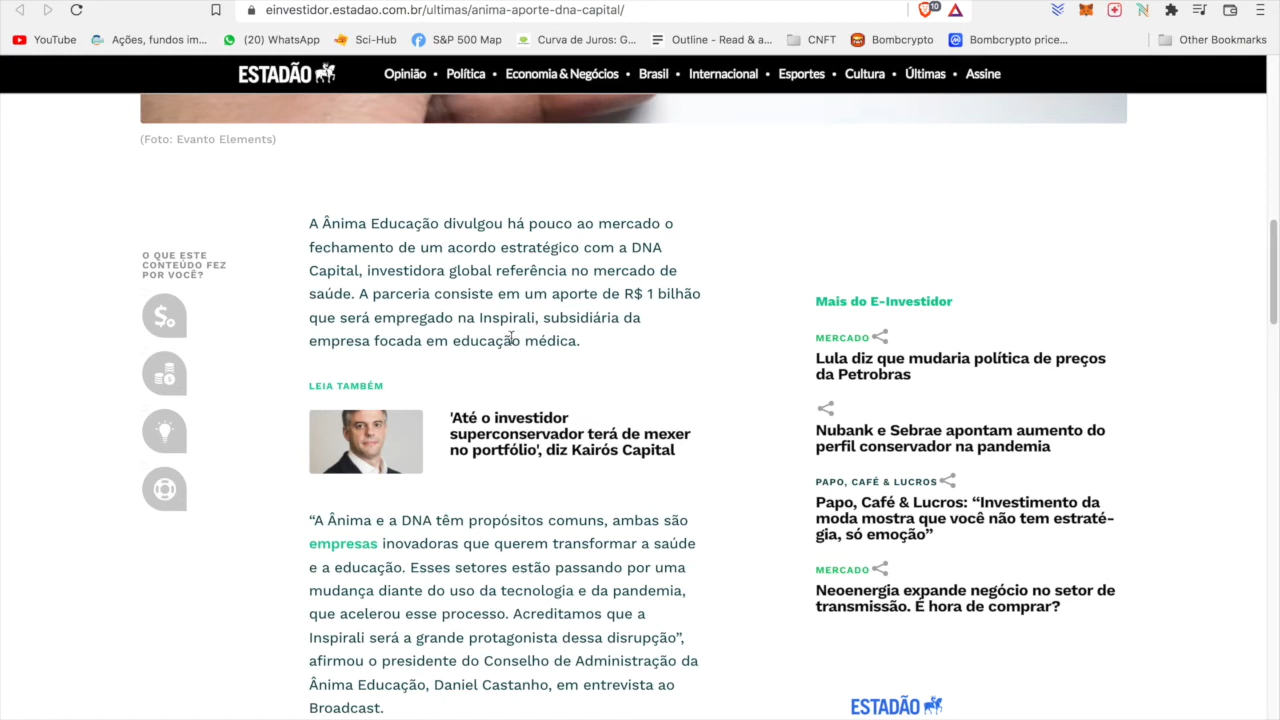 einvestidor.estadao.com.br/ultimas/anima-aporte-dna-capital/
10
YouTube
Ações, fundos im...
(20) WhatsApp
Sci-Hub
S&P 500 Map
Curva de Juros: G...
Outline - Read & a...
CNFT
Bombcrypto
Bombcrypto price...
Other Bookmarks
ESTADÃO
Opinião • Política • Economia & Negócios • Brasil • Internacional • Esportes • Cultura • Últimas • Assine
(Foto: Evanto Elements)
O QUE ESTE
CONTEÚDO FEZ
POR VOCÊ?
A Ânima Educação divulgou há pouco ao mercado o
fechamento de um acordo estratégico com a DNA
Capital, investidora global referência no mercado de
saúde. A parceria consiste em um aporte de R$ 1 bilhão
que será empregado na Inspirali, subsidiária da
empresa focada em educação médica.
LEIA TAMBÉM
'Até o investidor
superconservador terá de mexer
no portfólio', diz Kairós Capital
“A Ânima e a DNA têm propósitos comuns, ambas são
empresas inovadoras que querem transformar a saúde
e a educação. Esses setores estão passando por uma
mudança diante do uso da tecnologia e da pandemia,
que acelerou esse processo. Acreditamos que a
Inspirali será a grande protagonista dessa disrupção”,
afirmou o presidente do Conselho de Administração da
Ânima Educação, Daniel Castanho, em entrevista ao
Broadcast.
Mais do E-Investidor
MERCADO
Lula diz que mudaria política de preços
da Petrobras
Nubank e Sebrae apontam aumento do
perfil conservador na pandemia
PAPO, CAFÉ & LUCROS
Papo, Café & Lucros: “Investimento da
moda mostra que você não tem estraté-
gia, só emoção”
MERCADO
Neoenergia expande negócio no setor de
transmissão. É hora de comprar?
ESTADÃO